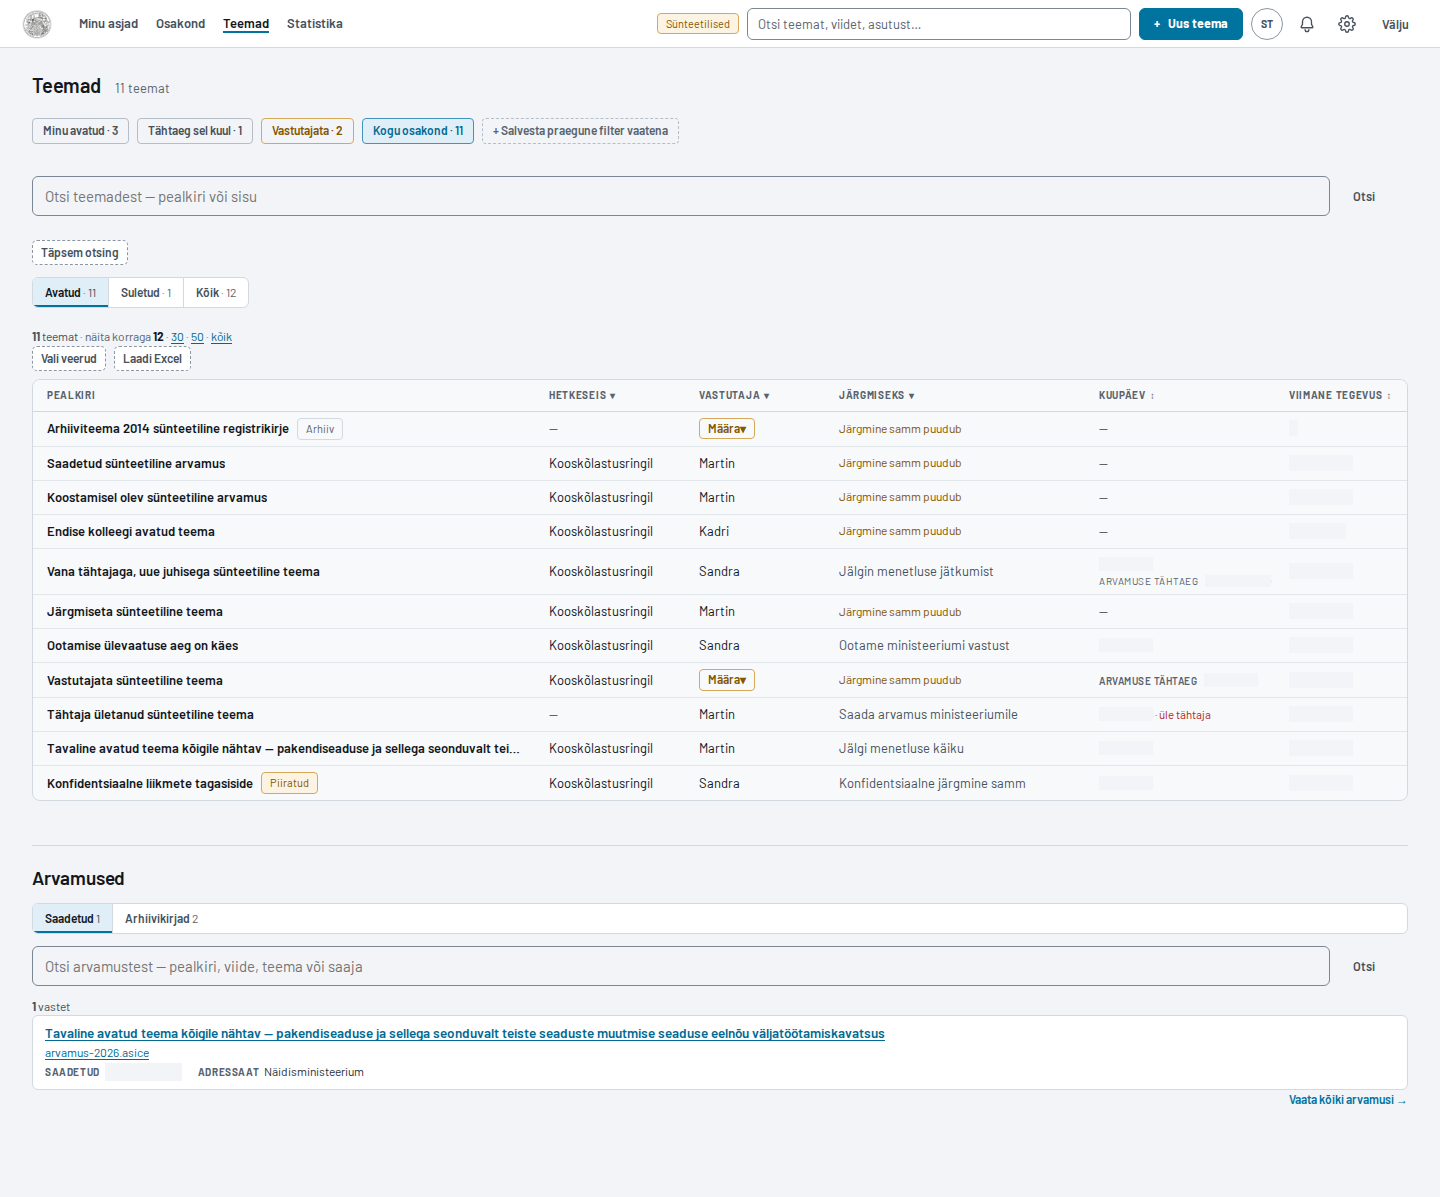 Minu asjad Osakond Teemad Statistika Sünteetilised Otsi teemat, viidet, asutust... + Uus teema ST Välju
Teemad 11 teemat
Minu avatud · 3 Tähtaeg sel kuul · 1 Vastutajata · 2 Kogu osakond · 11 + Salvesta praegune filter vaatena
Otsi teemadest — pealkiri või sisu Otsi
Täpsem otsing
Avatud · 11 Suletud · 1 Kõik · 12
11 teemat · näita korraga 12 · 30 · 50 · kõik
Vali veerud Laadi Excel
PEALKIRI HETKESEIS ▾ VASTUTAJA ▾ JÄRGMISEKS ▾ KUUPÄEV ↕ VIIMANE TEGEVUS ↕
Arhiiviteema 2014 sünteetiline registrikirje Arhiiv — Määra▾ Järgmine samm puudub —
Saadetud sünteetiline arvamus Kooskõlastusringil Martin Järgmine samm puudub —
Koostamisel olev sünteetiline arvamus Kooskõlastusringil Martin Järgmine samm puudub —
Endise kolleegi avatud teema Kooskõlastusringil Kadri Järgmine samm puudub —
Vana tähtajaga, uue juhisega sünteetiline teema Kooskõlastusringil Sandra Jälgin menetluse jätkumist
ARVAMUSE TÄHTAEG
Järgmiseta sünteetiline teema Kooskõlastusringil Martin Järgmine samm puudub —
Ootamise ülevaatuse aeg on käes Kooskõlastusringil Sandra Ootame ministeeriumi vastust
Vastutajata sünteetiline teema Kooskõlastusringil Määra▾ Järgmine samm puudub ARVAMUSE TÄHTAEG
Tähtaja ületanud sünteetiline teema — Martin Saada arvamus ministeeriumile · üle tähtaja
Tavaline avatud teema kõigile nähtav — pakendiseaduse ja sellega seonduvalt tei... Kooskõlastusringil Martin Jälgi menetluse käiku
Konfidentsiaalne liikmete tagasiside Piiratud Kooskõlastusringil Sandra Konfidentsiaalne järgmine samm
Arvamused
Saadetud 1 Arhiivikirjad 2
Otsi arvamustest — pealkiri, viide, teema või saaja Otsi
1 vastet
Tavaline avatud teema kõigile nähtav — pakendiseaduse ja sellega seonduvalt teiste seaduste muutmise seaduse eelnõu väljatöötamiskavatsus
arvamus-2026.asice
SAADETUD ADRESSAAT Näidisministeerium
Vaata kõiki arvamusi →